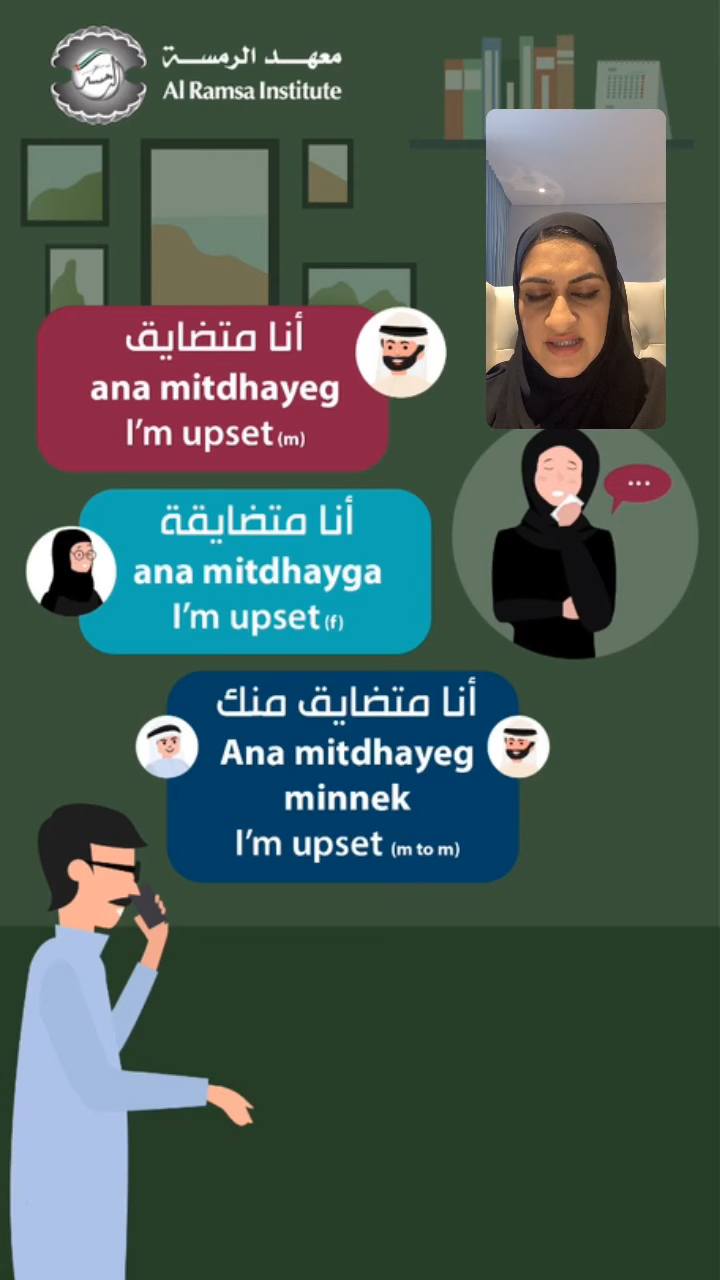 معهد الرمسة
Al Ramsa Institute
أنا متضايق
ana mitdhayeg
I'm upset (m)
أنا متضايقة
ana mitdhayga
I'm upset (f)
أنا متضايق منك
Ana mitdhayeg
minnek
I'm upset (m to m)